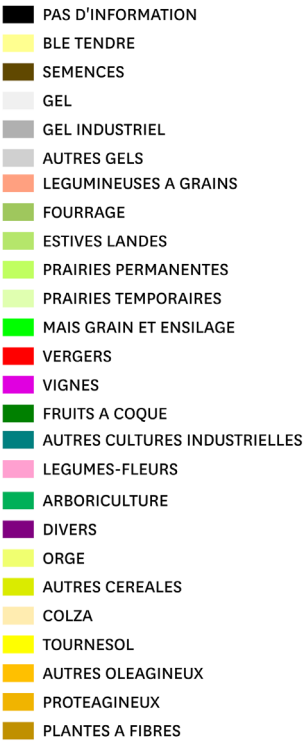 PAS D'INFORMATION
BLE TENDRE
SEMENCES
GEL
GEL INDUSTRIEL
AUTRES GELS
LEGUMINEUSES A GRAINS
FOURRAGE
ESTIVES LANDES
PRAIRIES PERMANENTES
PRAIRIES TEMPORAIRES
MAIS GRAIN ET ENSILAGE
VERGERS
VIGNES
FRUITS A COQUE
AUTRES CULTURES INDUSTRIELLES
LEGUMES-FLEURS
ARBORICULTURE
DIVERS
ORGE
AUTRES CEREALES
COLZA
TOURNESOL
AUTRES OLEAGINEUX
PROTEAGINEUX
PLANTES A FIBRES